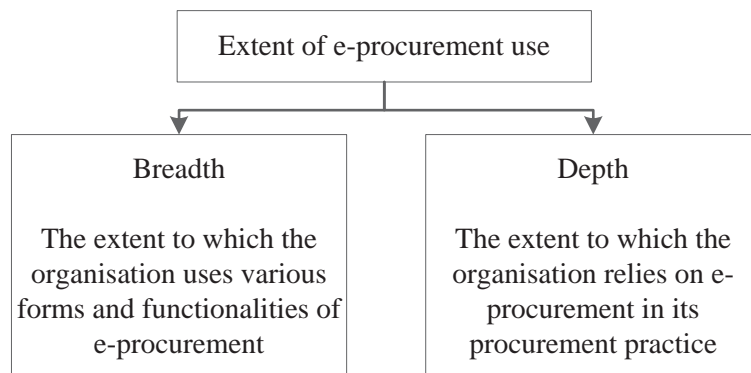 Extent of e-procurement use
Breadth
The extent to which the
organisation uses various
forms and functionalities of
e-procurement
Depth
The extent to which the
organisation relies on e-
procurement in its
procurement practice